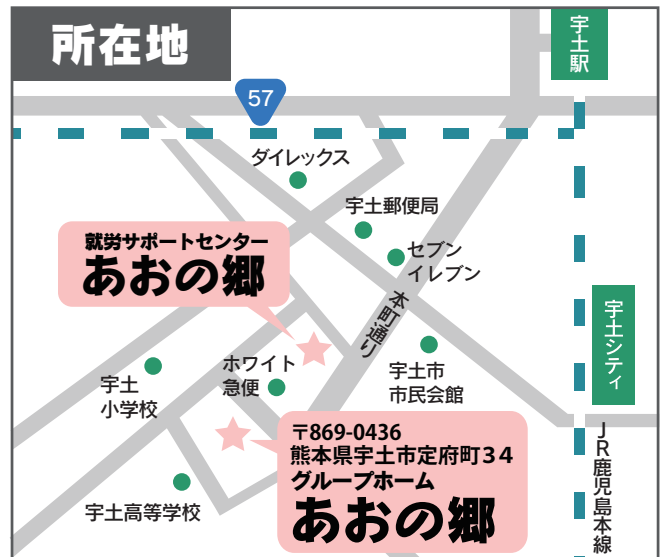 所在地
宇土駅
57
ダイレックス
宇土郵便局
セブン
イレブン
就労サポートセンター
あおの郷
本町通り
宇土シティ
宇土
小学校
ホワイト
急便
宇土市
市民会館
〒869-0436
熊本県宇土市定府町３４
グループホーム
あおの郷
宇土高等学校
JR鹿児島本線